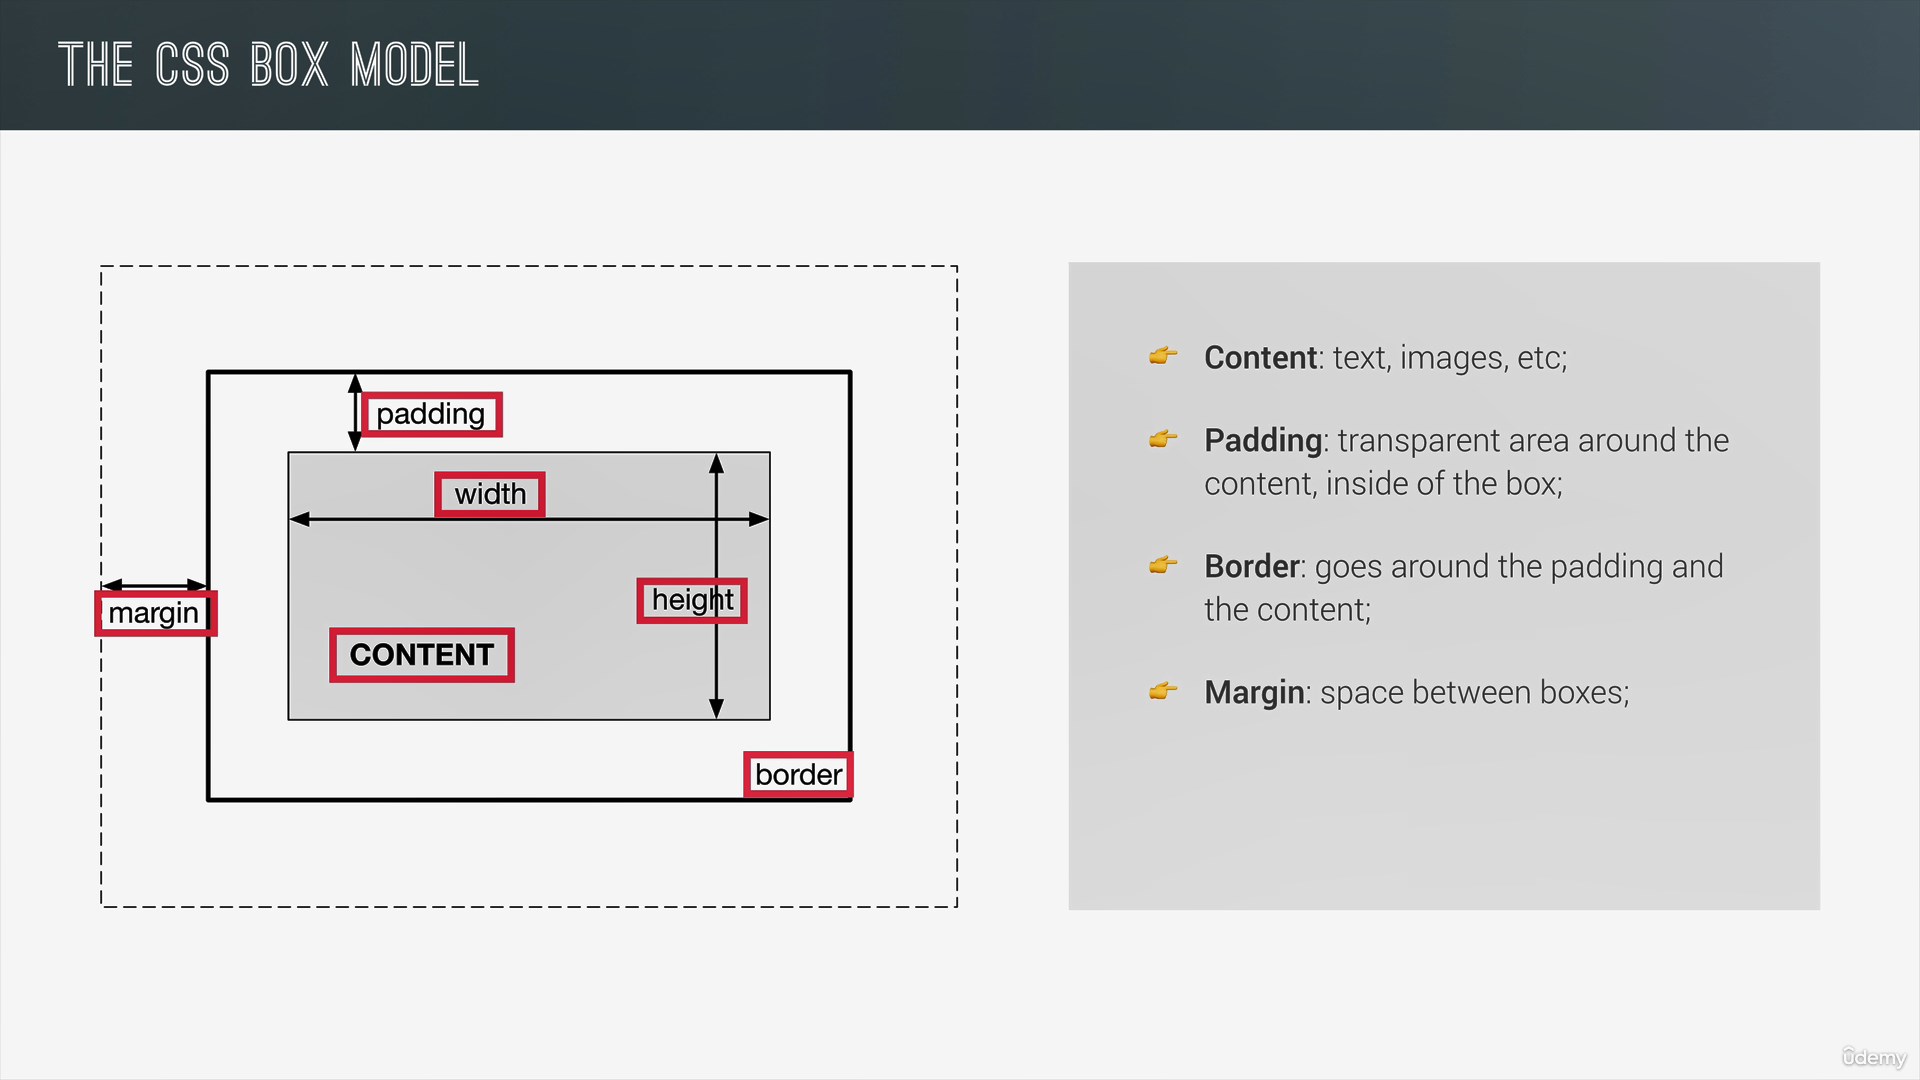 THE CSS BOX MODEL
padding
width
height
margin
CONTENT
border
Content: text, images, etc;
Padding: transparent area around the
content, inside of the box;
Border: goes around the padding and
the content;
Margin: space between boxes;
ûdemy